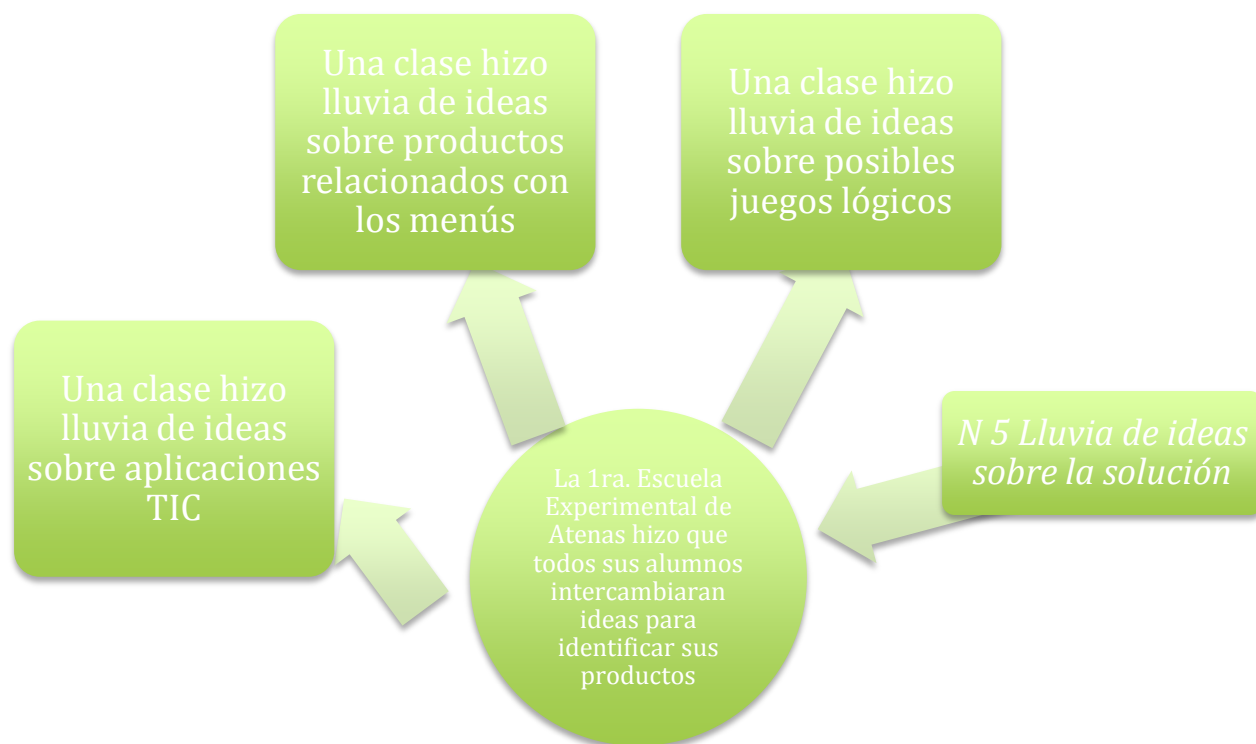 Una clase hizo
lluvia de ideas
sobre productos
relacionados con
los menús
Una clase hizo
lluvia de ideas
sobre posibles
juegos lógicos
Una clase hizo
lluvia de ideas
sobre aplicaciones
TIC
La 1ra. Escuela
Experimental de
Atenas hizo que
todos sus alumnos
intercambiaran
ideas para
identificar sus
productos
N 5 Lluvia de ideas
sobre la solución